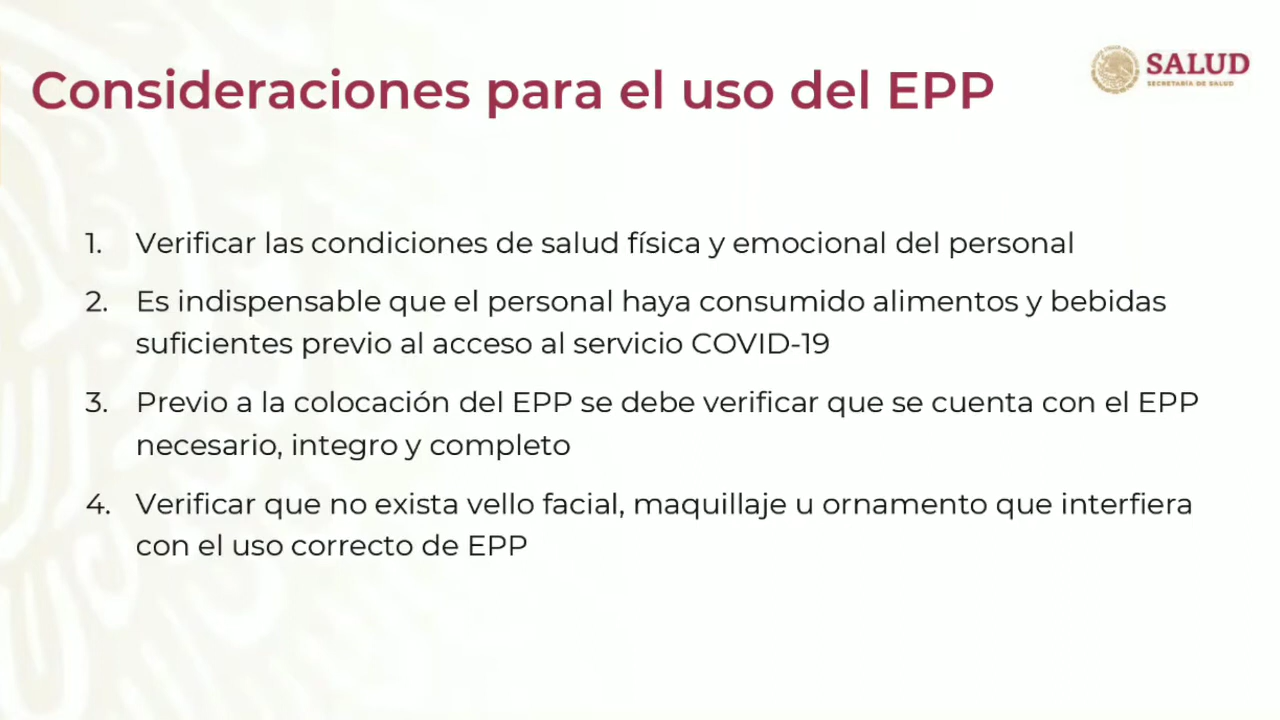 Consideraciones para el uso del EPP
SALUD
SECRETARÍA DE SALUD
1. Verificar las condiciones de salud física y emocional del personal
2. Es indispensable que el personal haya consumido alimentos y bebidas
suficientes previo al acceso al servicio COVID-19
3. Previo a la colocación del EPP se debe verificar que se cuenta con el EPP
necesario, integro y completo
4. Verificar que no exista vello facial, maquillaje u ornamento que interfiera
con el uso correcto de EPP